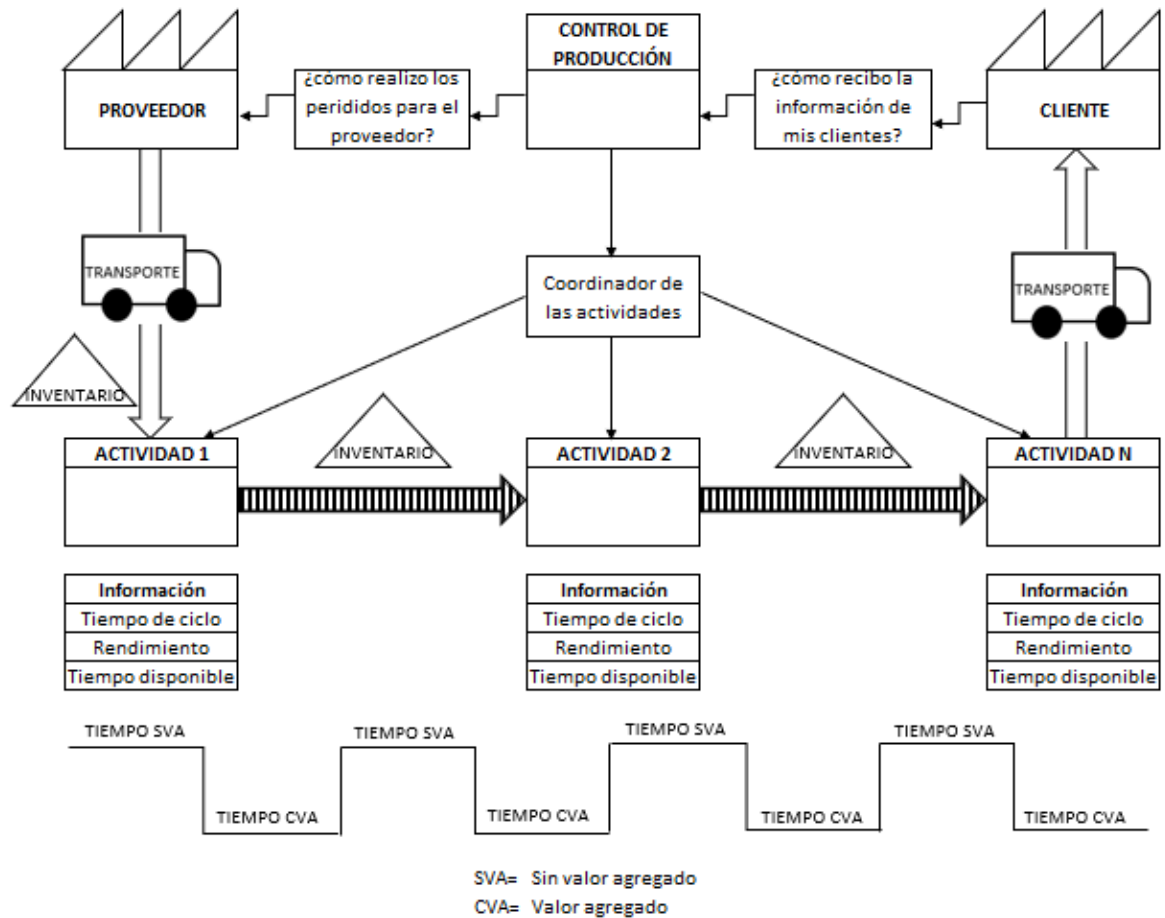 CONTROL DE
PRODUCCIÓN
PROVEEDOR
¿cómo realizo los
perididos para el
proveedor?
¿cómo recibo la
información de
mis clientes?
CLIENTE
TRANSPORTE
Coordinador de
las actividades
TRANSPORTE
INVENTARIO
INVENTARIO
INVENTARIO
ACTIVIDAD 1
ACTIVIDAD 2
ACTIVIDAD N
Información
Tiempo de ciclo
Rendimiento
Tiempo disponible
Información
Tiempo de ciclo
Rendimiento
Tiempo disponible
Información
Tiempo de ciclo
Rendimiento
Tiempo disponible
TIEMPO SVA
TIEMPO SVA
TIEMPO SVA
TIEMPO SVA
TIEMPO CVA
TIEMPO CVA
TIEMPO CVA
TIEMPO CVA
SVA= Sin valor agregado
CVA= Valor agregado